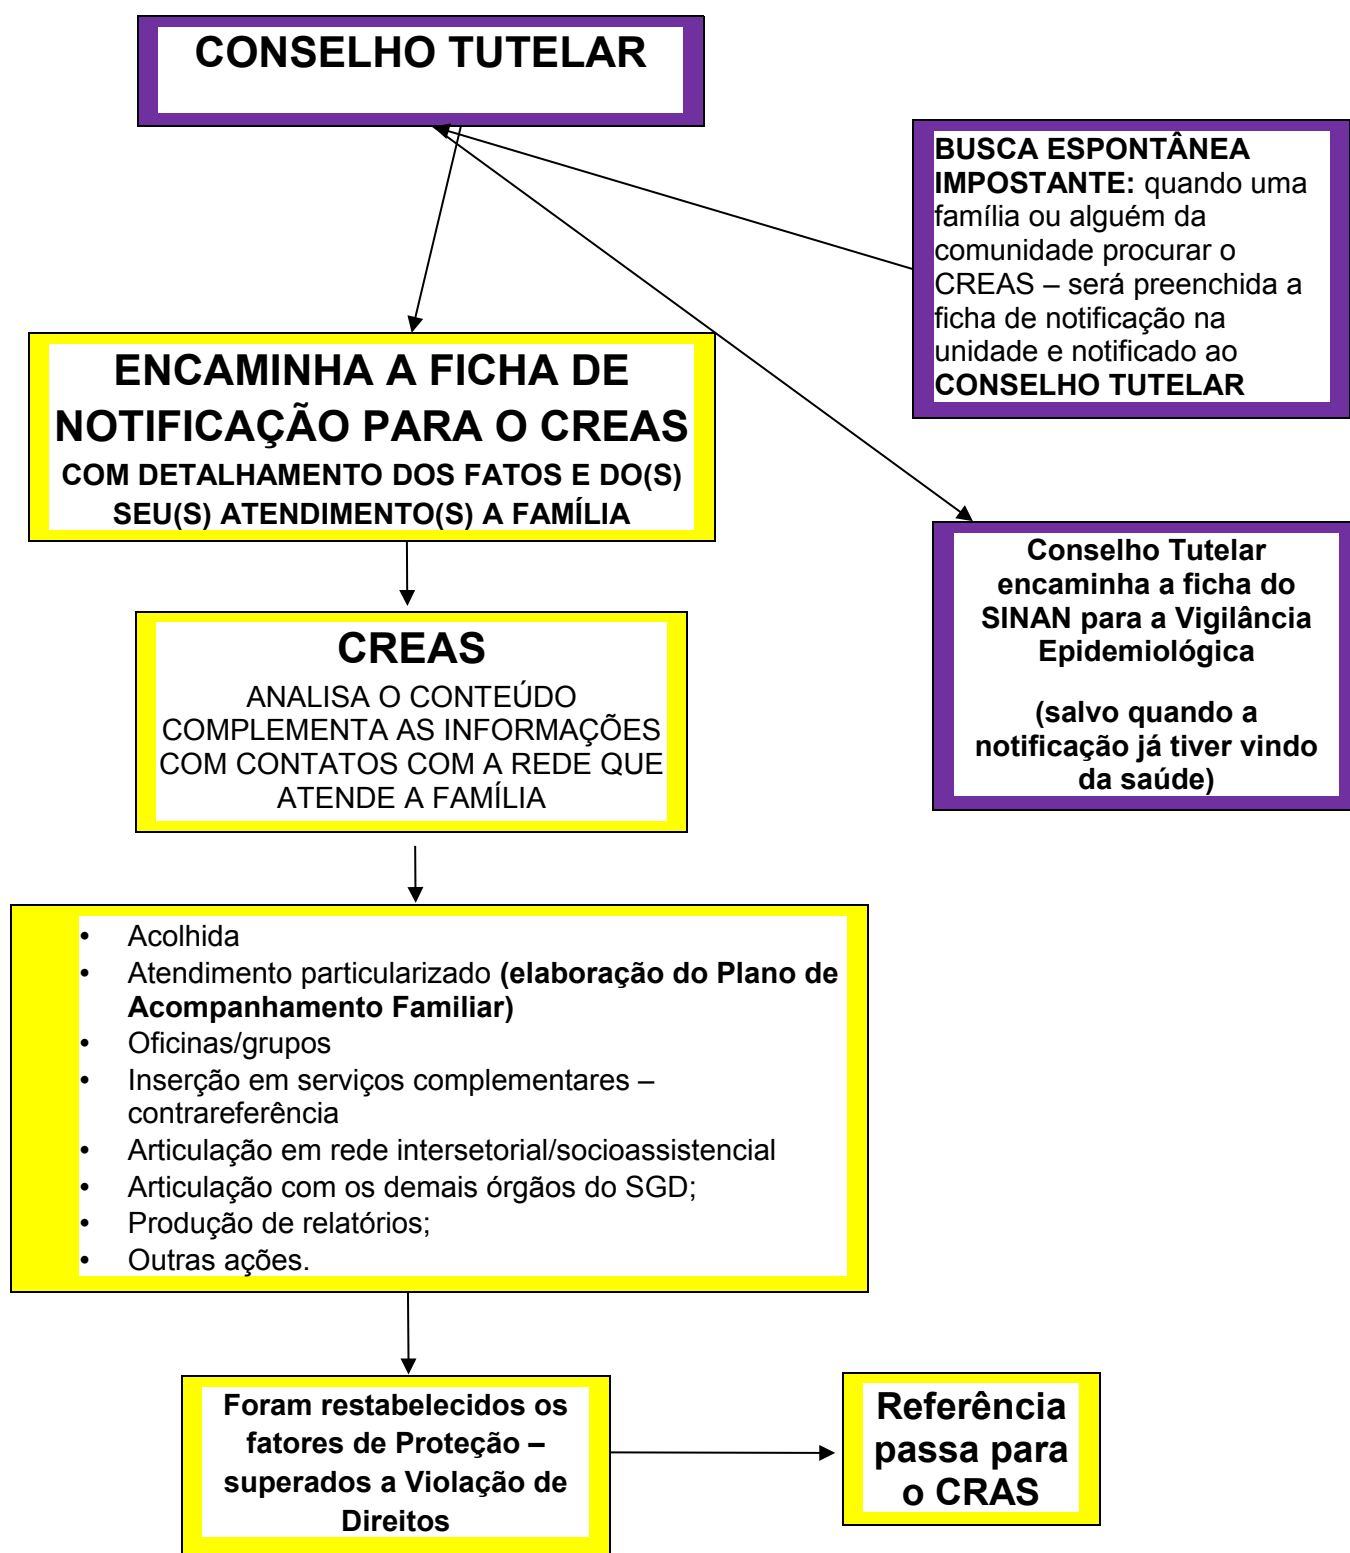 CONSELHO TUTELAR
BUSCA ESPONTÂNEA
IMPOSTANTE: quando uma
família ou alguém da
comunidade procurar o
CREAS – será preenchida a
ficha de notificação na
unidade e notificado ao
CONSELHO TUTELAR
ENCAMINHA A FICHA DE
NOTIFICAÇÃO PARA O CREAS
COM DETALHAMENTO DOS FATOS E DO(S)
SEU(S) ATENDIMENTO(S) A FAMÍLIA
Conselho Tutelar
encaminha a ficha do
SINAN para a Vigilância
Epidemiológica
(salvo quando a
notificação já tiver vindo
da saúde)
CREAS
ANALISA O CONTEÚDO
COMPLEMENTA AS INFORMAÇÕES
COM CONTATOS COM A REDE QUE
ATENDE A FAMÍLIA
• Acolhida
• Atendimento particularizado (elaboração do Plano de
Acompanhamento Familiar)
• Oficinas/grupos
• Inserção em serviços complementares –
contrareferência
• Articulação em rede intersetorial/socioassistencial
• Articulação com os demais órgãos do SGD;
• Produção de relatórios;
• Outras ações.
Foram restabelecidos os
fatores de Proteção –
superados a Violação de
Direitos
Referência
passa para
o CRAS